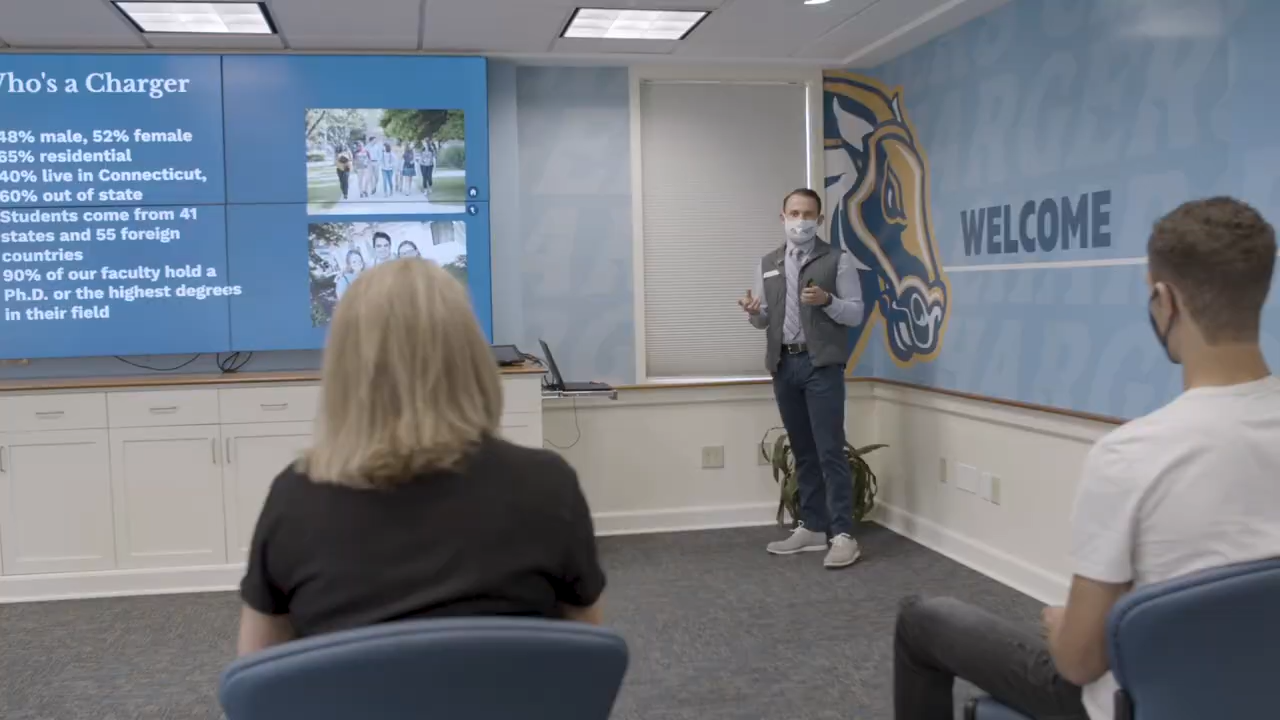 Who's a Charger
48% male, 52% female
65% residential
40% live in Connecticut,
60% out of state
Students come from 41
states and 55 foreign
countries
90% of our faculty hold a
Ph.D. or the highest degrees
in their field
WELCOME
CHARGER